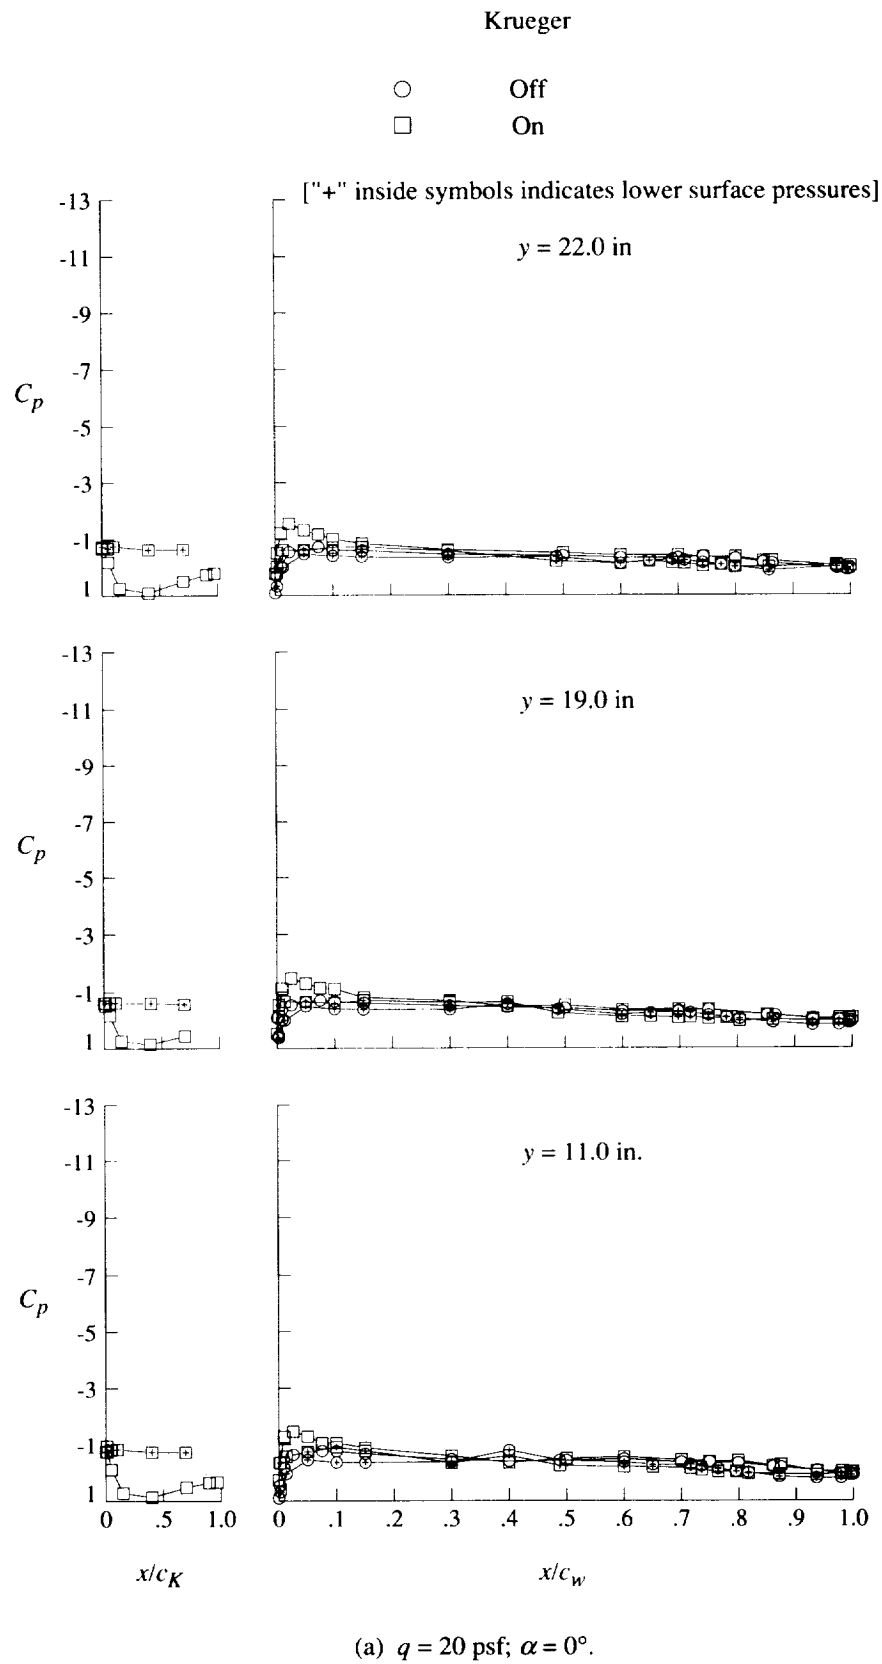 Krueger
Off
On
["+" inside symbols indicates lower surface pressures]
y = 22.0 in
-13
-11
-9
-7
-5
-3
-1
1
C_p
y = 19.0 in
-13
-11
-9
-7
-5
-3
-1
1
C_p
y = 11.0 in.
-13
-11
-9
-7
-5
-3
-1
1
C_p
0 .5 1.0
0 .1 .2 .3 .4 .5 .6 .7 .8 .9 1.0
x/c_K
x/c_w
(a) q = 20 psf; α = 0°.